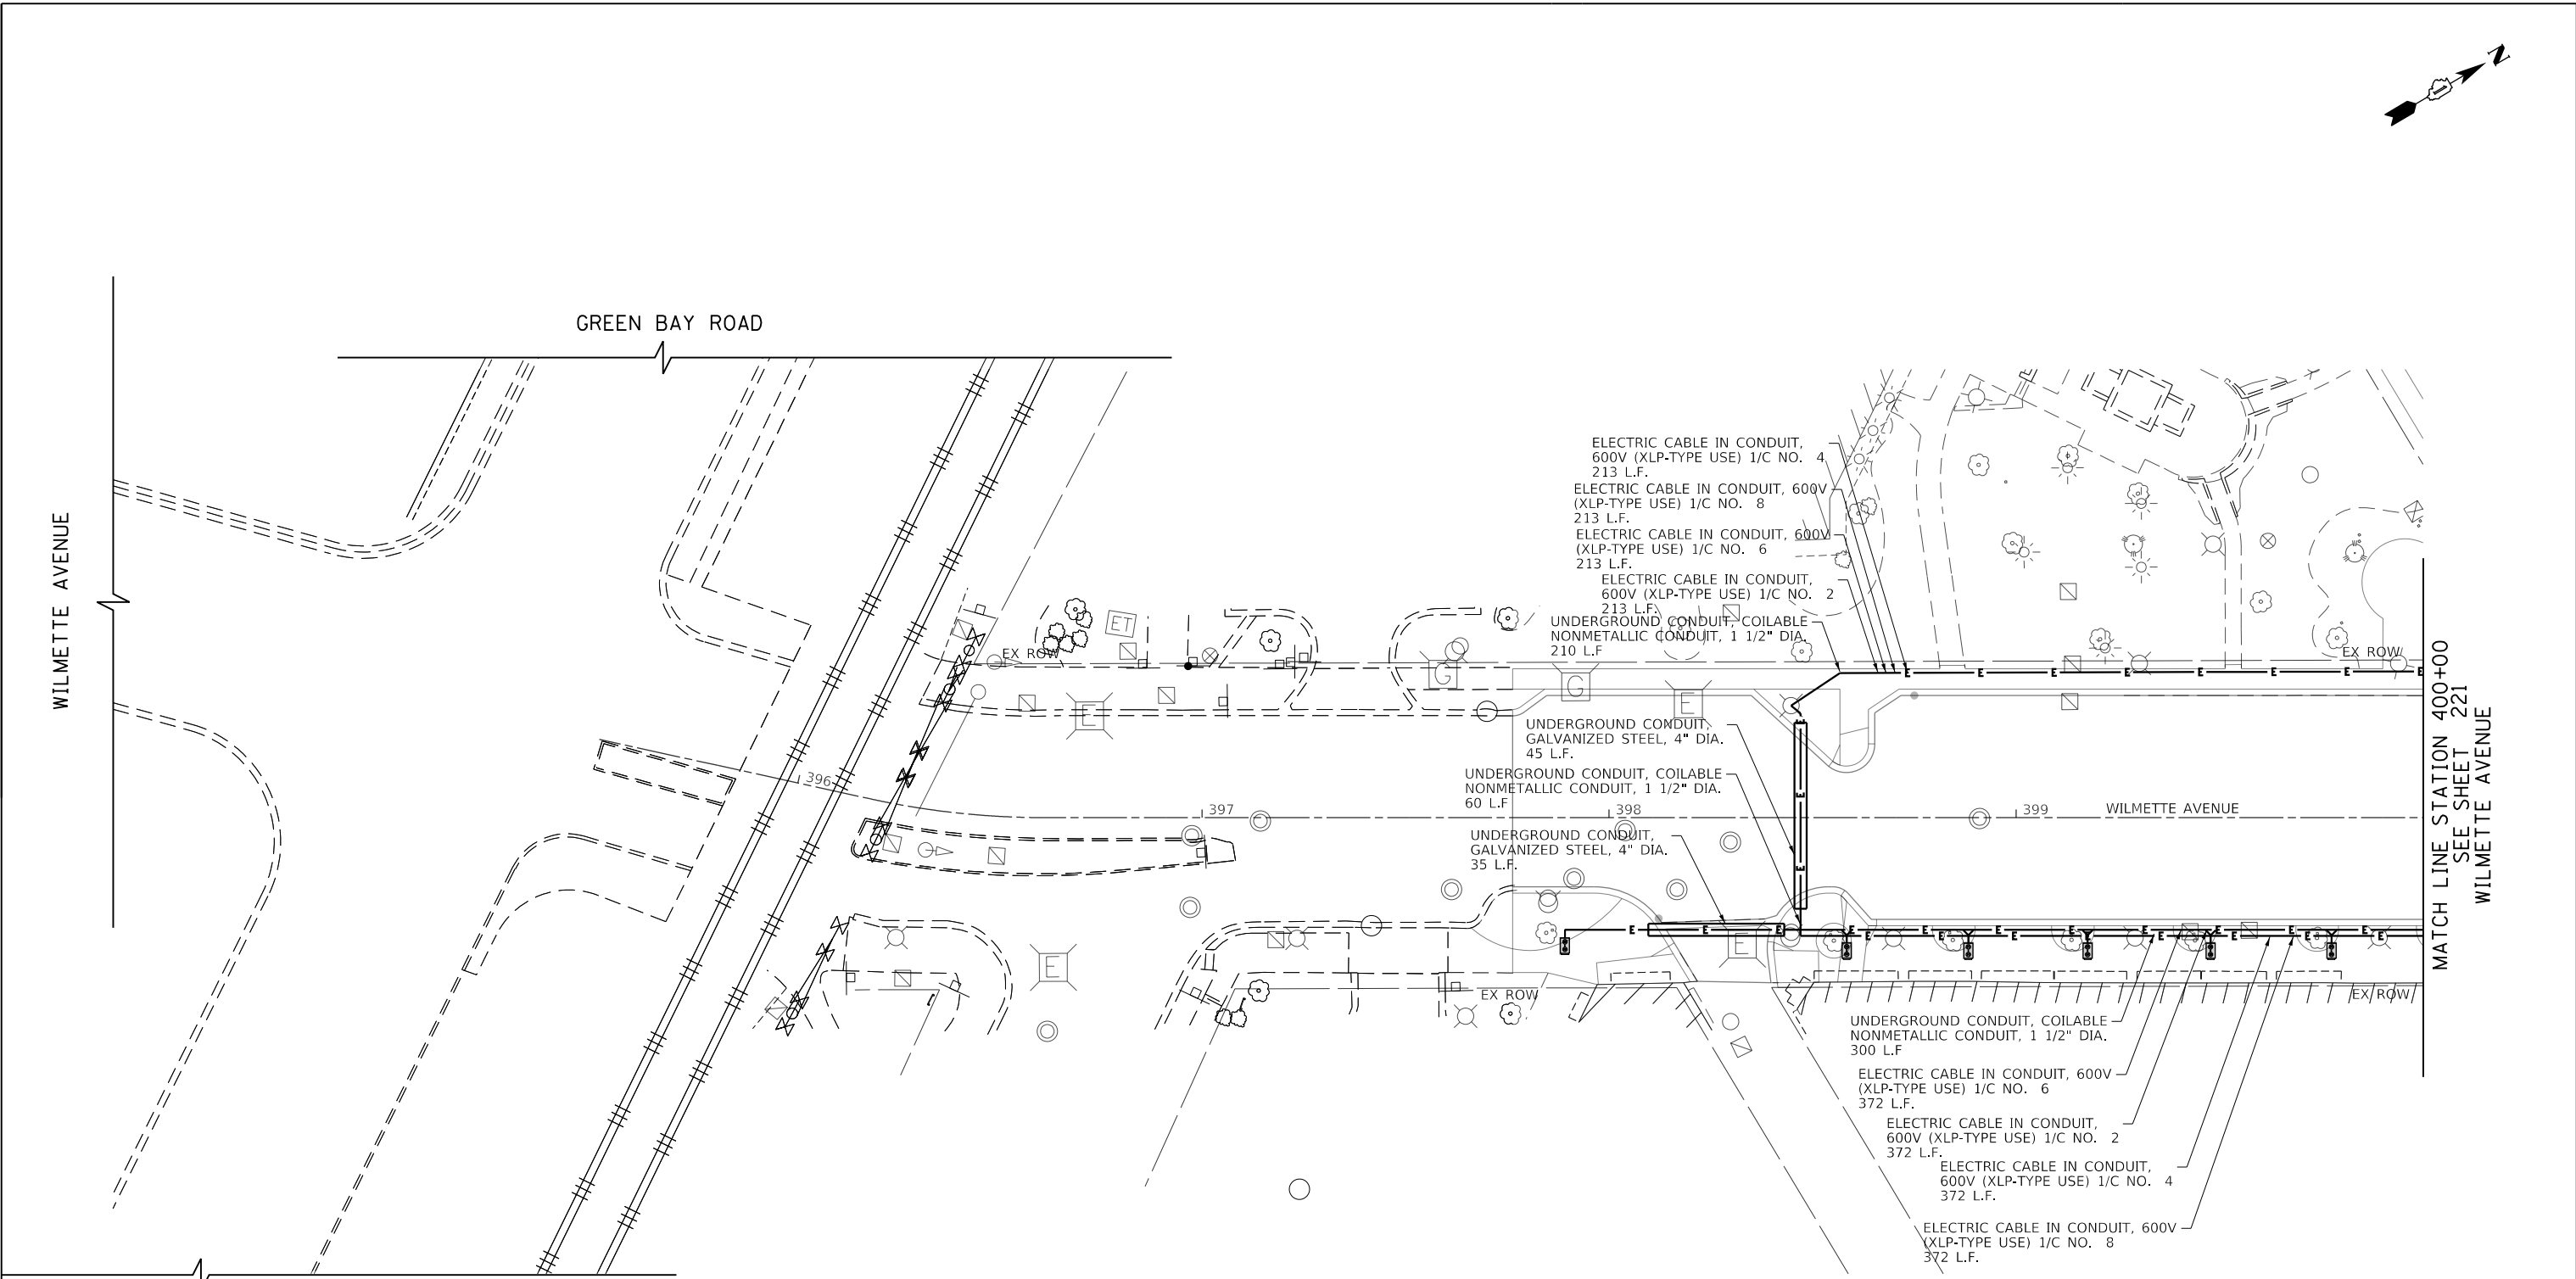 N
GREEN BAY ROAD
WILMETTE AVENUE
ELECTRIC CABLE IN CONDUIT,
600V (XLP-TYPE USE) 1/C NO. 4
213 L.F.
ELECTRIC CABLE IN CONDUIT, 600V
(XLP-TYPE USE) 1/C NO. 8
213 L.F.
ELECTRIC CABLE IN CONDUIT, 600V
(XLP-TYPE USE) 1/C NO. 6
213 L.F.
ELECTRIC CABLE IN CONDUIT,
600V (XLP-TYPE USE) 1/C NO. 2
213 L.F.
UNDERGROUND CONDUIT, COILABLE
NONMETALLIC CONDUIT, 1 1/2" DIA.
210 L.F
ET
EX ROW
EX ROW
G
G
E
E
E E E E E E E E
UNDERGROUND CONDUIT,
GALVANIZED STEEL, 4" DIA.
45 L.F.
UNDERGROUND CONDUIT, COILABLE
NONMETALLIC CONDUIT, 1 1/2" DIA.
60 L.F
UNDERGROUND CONDUIT,
GALVANIZED STEEL, 4" DIA.
35 L.F.
396
397
398
399
WILMETTE AVENUE
MATCH LINE STATION 400+00
SEE SHEET 221
WILMETTE AVENUE
E
E
EX ROW
EX ROW
UNDERGROUND CONDUIT, COILABLE
NONMETALLIC CONDUIT, 1 1/2" DIA.
300 L.F
ELECTRIC CABLE IN CONDUIT, 600V
(XLP-TYPE USE) 1/C NO. 6
372 L.F.
ELECTRIC CABLE IN CONDUIT,
600V (XLP-TYPE USE) 1/C NO. 2
372 L.F.
ELECTRIC CABLE IN CONDUIT,
600V (XLP-TYPE USE) 1/C NO. 4
372 L.F.
ELECTRIC CABLE IN CONDUIT, 600V
(XLP-TYPE USE) 1/C NO. 8
372 L.F.